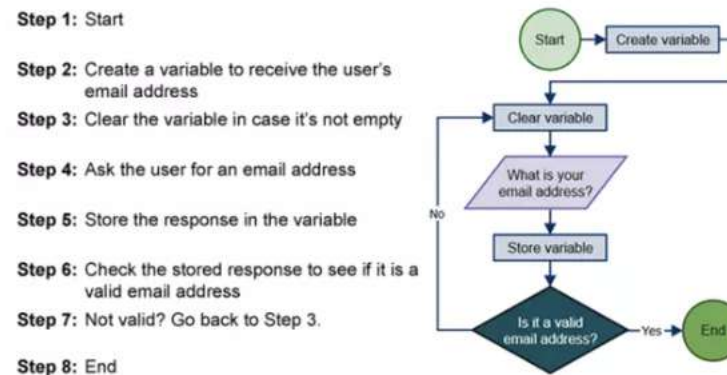 Step 1: Start
Step 2: Create a variable to receive the user's
email address
Step 3: Clear the variable in case it's not empty
Step 4: Ask the user for an email address
Step 5: Store the response in the variable
Step 6: Check the stored response to see if it is a
valid email address
Step 7: Not valid? Go back to Step 3.
Step 8: End
Start
Create variable
Clear variable
What is your
email address?
No
Store variable
Is it a valid
email address?
Yes
End